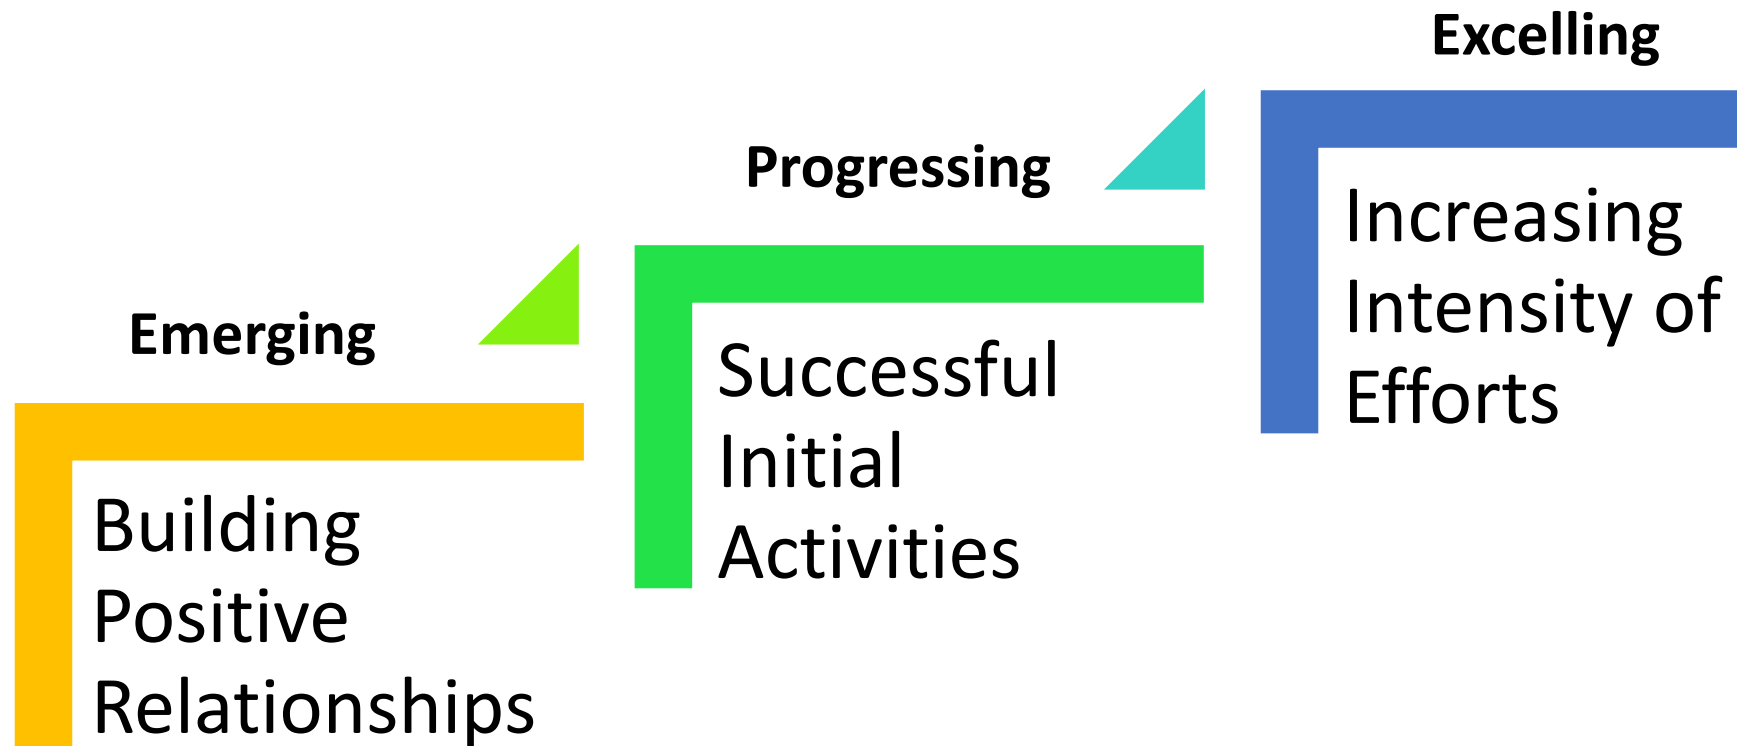 Emerging
Building
Positive
Relationships
Progressing
Successful
Initial
Activities
Excelling
Increasing
Intensity of
Efforts